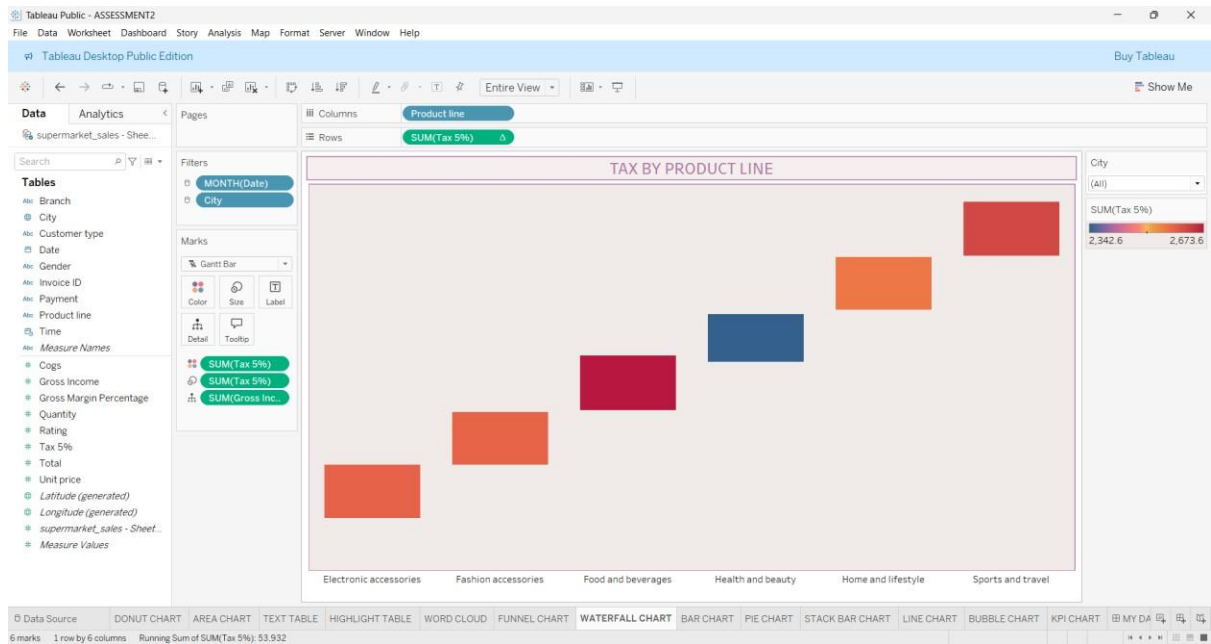 Tableau Public - ASSESSMENT2
File Data Worksheet Dashboard Story Analysis Map Format Server Window Help
Tableau Desktop Public Edition
Buy Tableau
Entire View
Show Me
Data Analytics
supermarket_sales - Shee...
Search
Tables
Abc Branch
City
Abc Customer type
Date
Abc Gender
Abc Invoice ID
Abc Payment
Abc Product line
Time
Abc Measure Names
# Cogs
# Gross Income
# Gross Margin Percentage
# Quantity
# Rating
# Tax 5%
# Total
# Unit price
Latitude (generated)
Longitude (generated)
# supermarket_sales - Sheet...
# Measure Values
Pages
Filters
MONTH(Date)
City
Marks
Gantt Bar
Color Size Label
Detail Tooltip
SUM(Tax 5%)
SUM(Tax 5%)
SUM(Gross Inc..
Columns Product line
Rows SUM(Tax 5%) Δ
TAX BY PRODUCT LINE
Electronic accessories Fashion accessories Food and beverages Health and beauty Home and lifestyle Sports and travel
City
(All)
SUM(Tax 5%)
2,342.6 2,673.6
Data Source DONUT CHART AREA CHART TEXT TABLE HIGHLIGHT TABLE WORD CLOUD FUNNEL CHART WATERFALL CHART BAR CHART PIE CHART STACK BAR CHART LINE CHART BUBBLE CHART KPI CHART MY DA
6 marks 1 row by 6 columns Running Sum of SUM(Tax 5%): 53,932